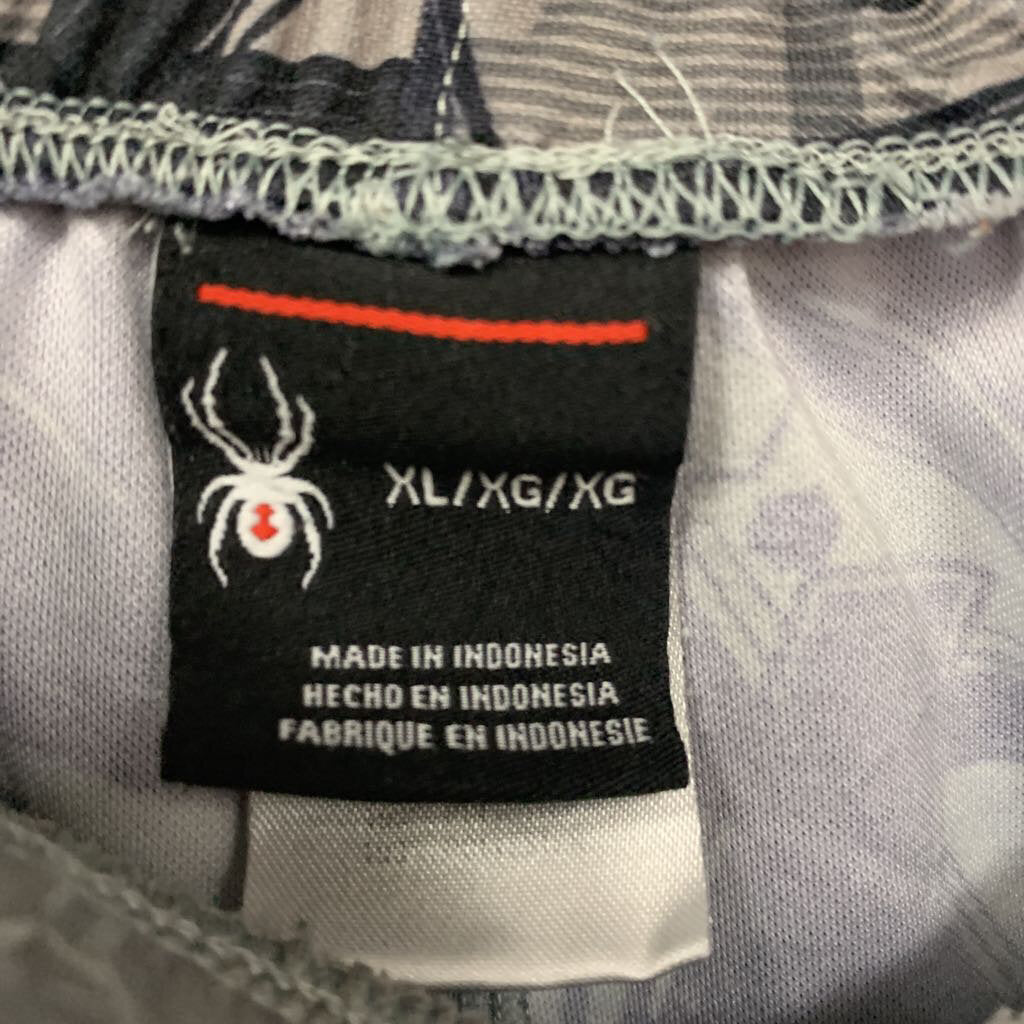 XL/XG/XG
MADE IN INDONESIA
HECHO EN INDONESIA
FABRIQUE EN INDONESIE